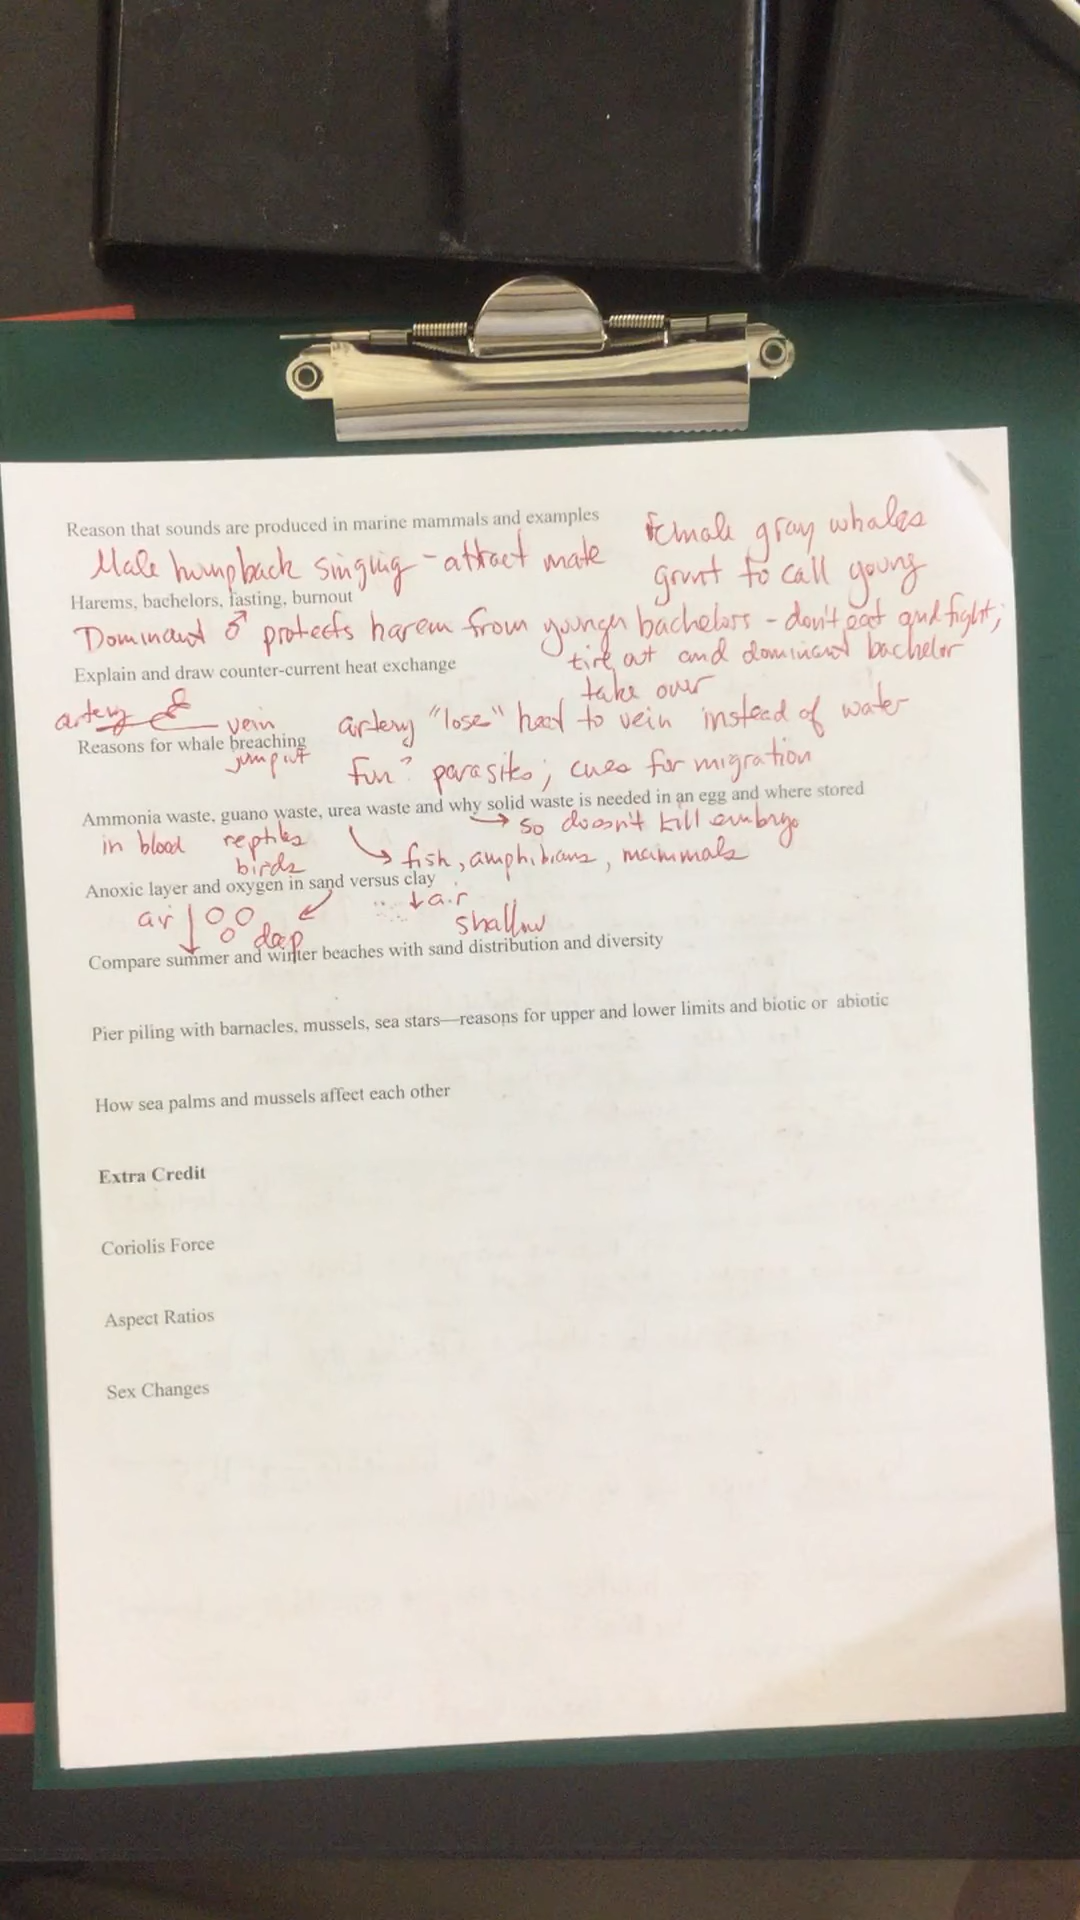 Reason that sounds are produced in marine mammals and examples
Male humpback singing - attract mate
Female gray whales
grunt to call young
Harems, bachelors, fasting, burnout
Dominant ♂ protects harem from younger bachelors - don't eat and fight;
tire out and dominant bachelor
take over
Explain and draw counter-current heat exchange
artery vein artery "lose" heat to vein instead of water
Reasons for whale breaching
jump out fun? parasites; cues for migration
Ammonia waste, guano waste, urea waste and why solid waste is needed in an egg and where stored
→ so doesn't kill embryo
in blood reptiles
birds
→ fish, amphibians, mammals
Anoxic layer and oxygen in sand versus clay
air ↓ deep ↓ air
shallow
Compare summer and winter beaches with sand distribution and diversity
Pier piling with barnacles, mussels, sea stars—reasons for upper and lower limits and biotic or abiotic
How sea palms and mussels affect each other
Extra Credit
Coriolis Force
Aspect Ratios
Sex Changes